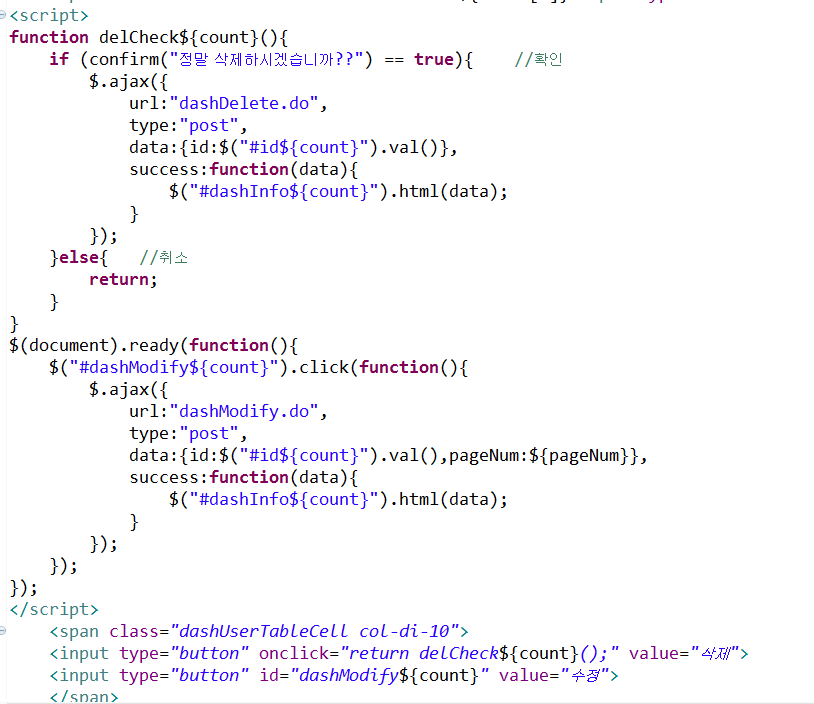 <script>
function delCheck${count}(){
    if (confirm("정말 삭제하시겠습니까??") == true){    //확인
        $.ajax({
            url:"dashDelete.do",
            type:"post",
            data:{id:$("#id${count}").val()},
            success:function(data){
                $("#dashInfo${count}").html(data);
            }
        });
    }else{   //취소
        return;
    }
}
$(document).ready(function(){
    $("#dashModify${count}").click(function(){
        $.ajax({
            url:"dashModify.do",
            type:"post",
            data:{id:$("#id${count}").val(),pageNum:${pageNum}},
            success:function(data){
                $("#dashInfo${count}").html(data);
            }
        });
    });
});
</script>
    <span class="dashUserTableCell col-di-10">
    <input type="button" onclick="return delCheck${count}();" value="삭제">
    <input type="button" id="dashModify${count}" value="수정">
    </span>